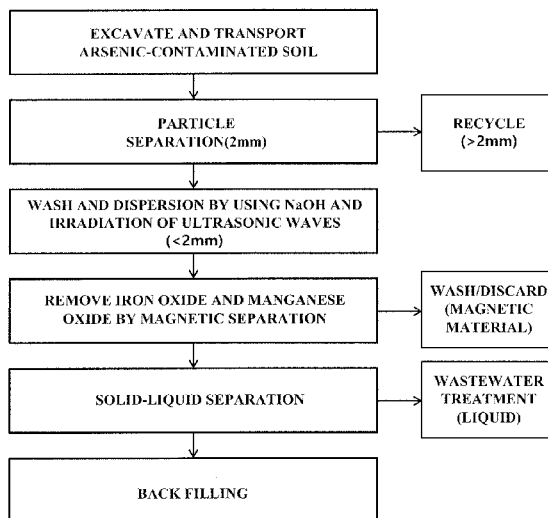 EXCAVATE AND TRANSPORT
ARSENIC-CONTAMINATED SOIL
PARTICLE
SEPARATION(2mm)
RECYCLE
(>2mm)
WASH AND DISPERSION BY USING NaOH AND
IRRADIATION OF ULTRASONIC WAVES
(<2mm)
REMOVE IRON OXIDE AND MANGANESE
OXIDE BY MAGNETIC SEPARATION
WASH/DISCARD
(MAGNETIC
MATERIAL)
SOLID-LIQUID SEPARATION
WASTEWATER
TREATMENT
(LIQUID)
BACK FILLING